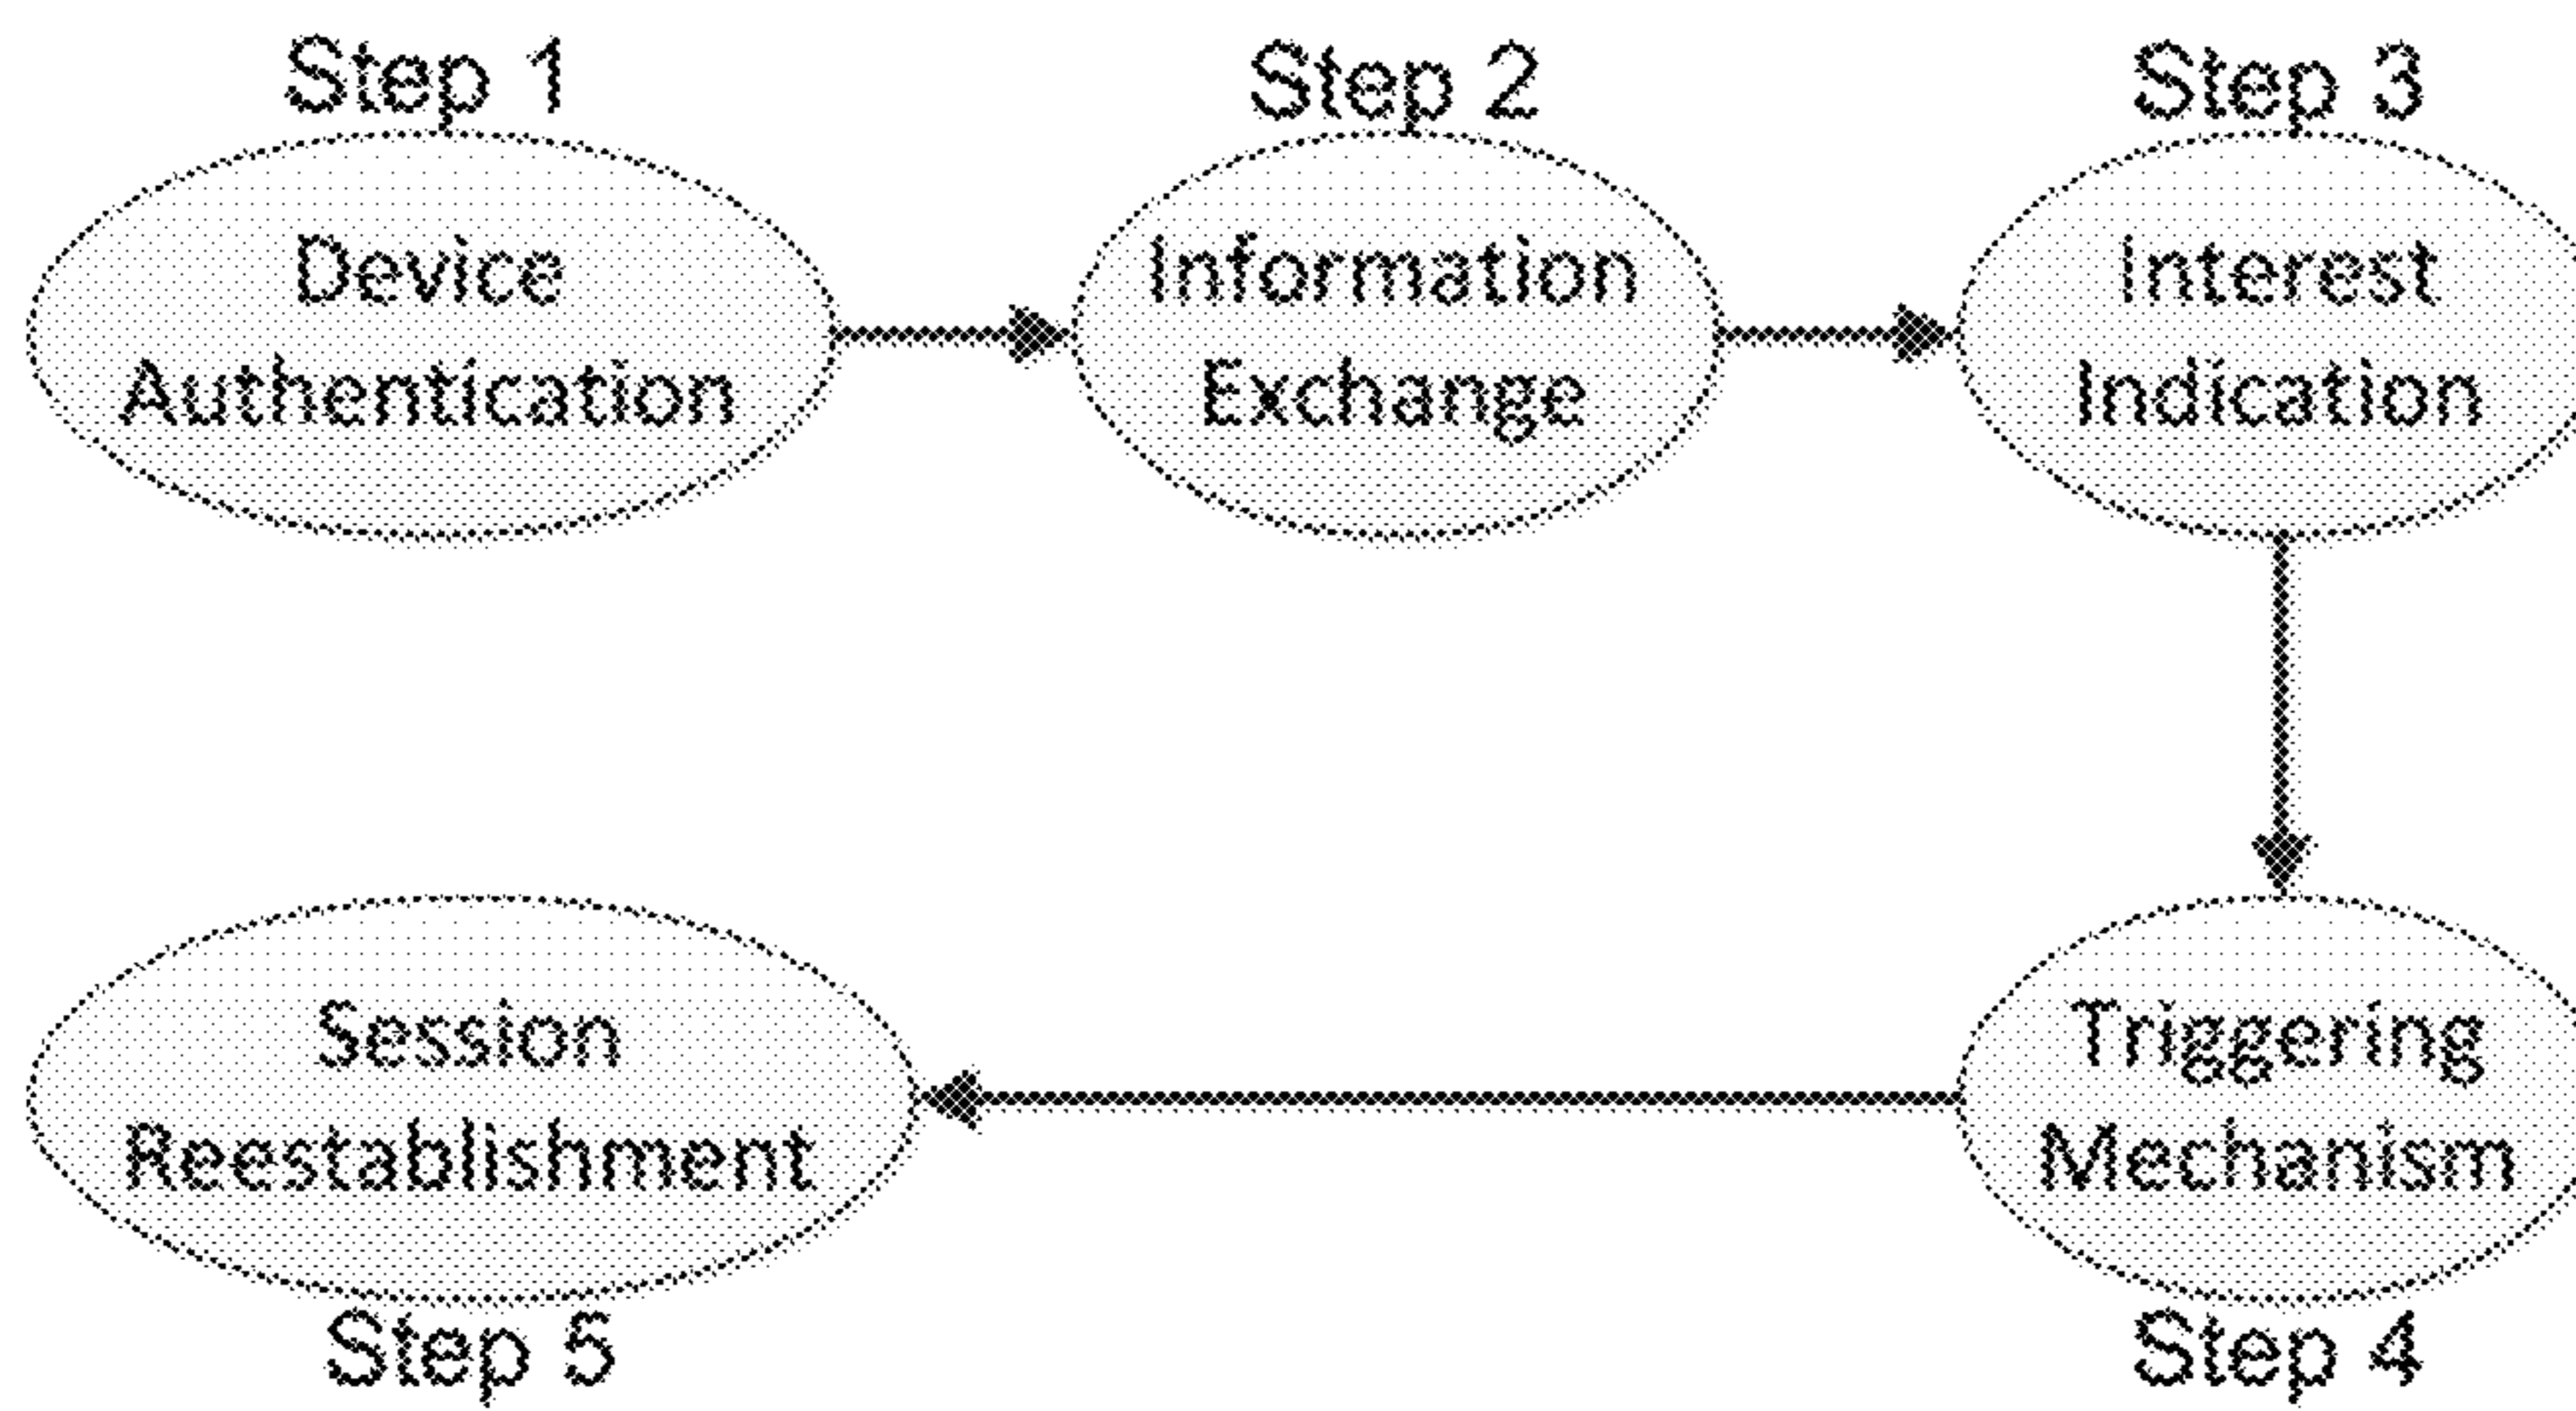 Step 1
Device
Authentication
Step 2
Information
Exchange
Step 3
Interest
Indication
Triggering
Mechanism
Step 4
Session
Reestablishment
Step 5